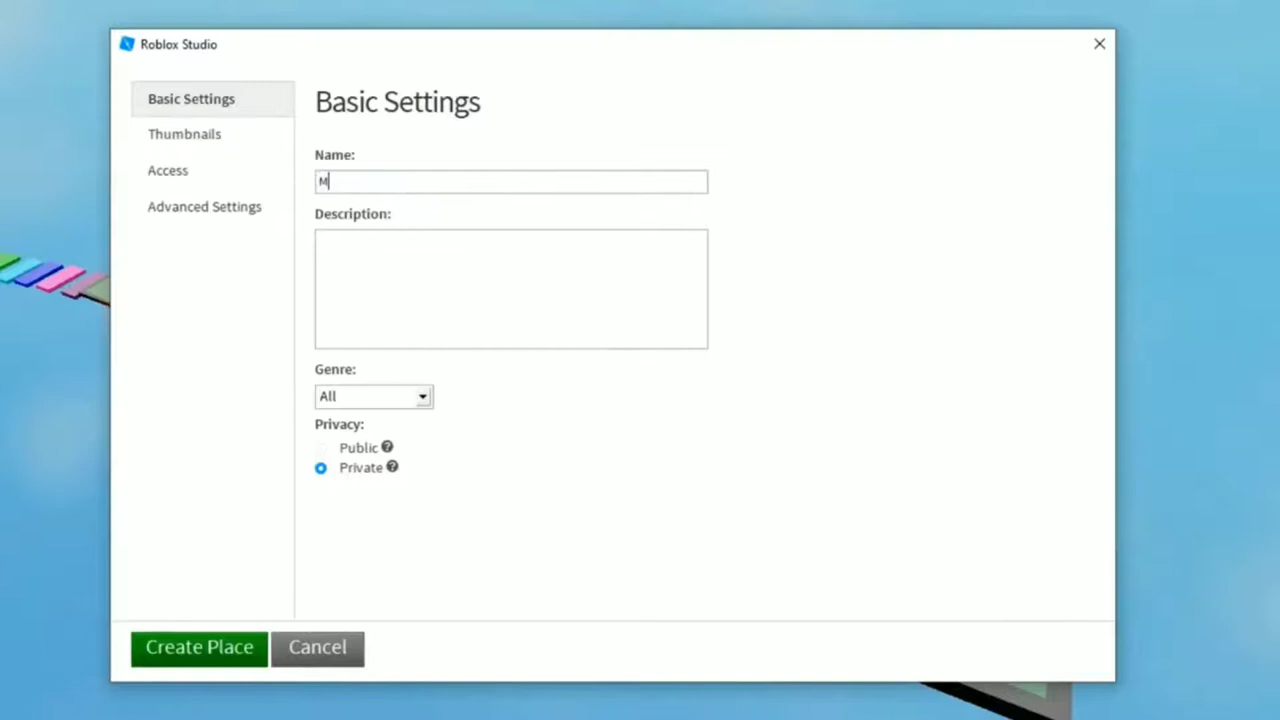 Roblox Studio
Basic Settings
Thumbnails
Access
Advanced Settings
Basic Settings
Name:
M
Description:
Genre:
All
Privacy:
Public
Private
Create Place
Cancel